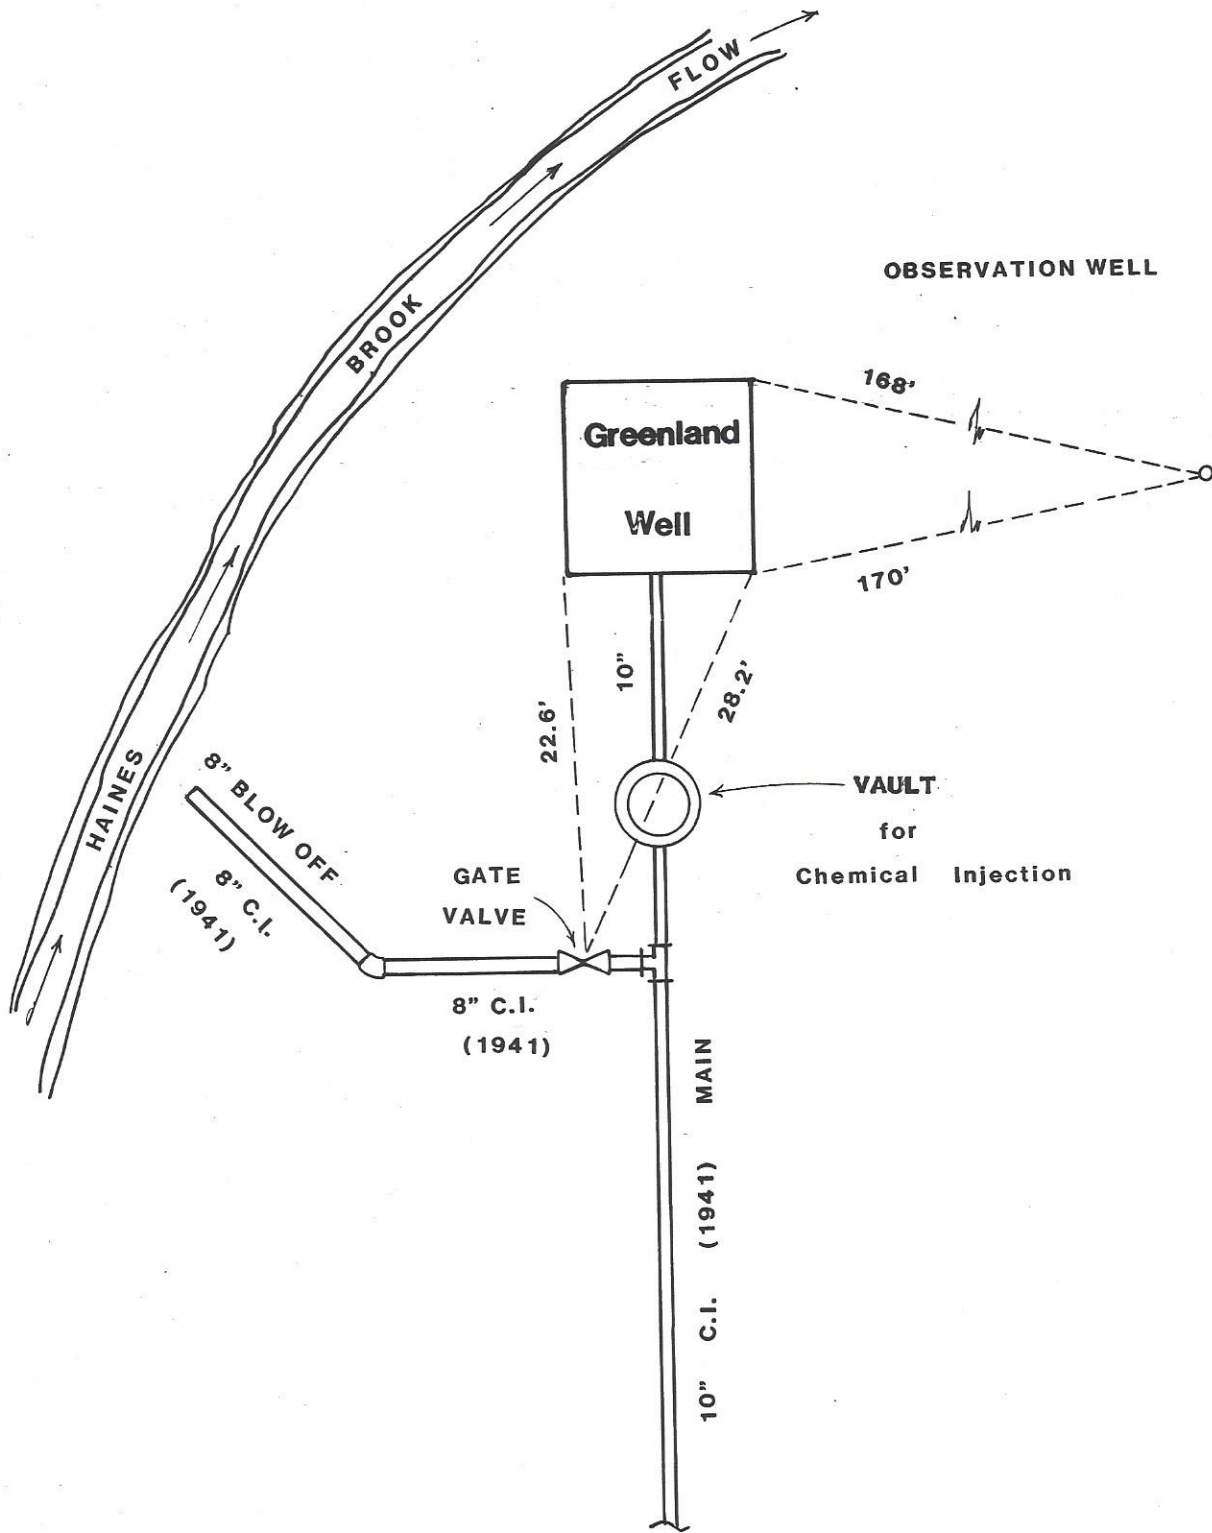 FLOW
OBSERVATION WELL
BROOK
168'
Greenland
Well
170'
10”
28.2'
22.6'
HAINES
8” BLOW OFF
8” C.I.
(1941)
VAULT
for
Chemical Injection
GATE
VALVE
8” C.I.
(1941)
10” C.I. (1941) MAIN